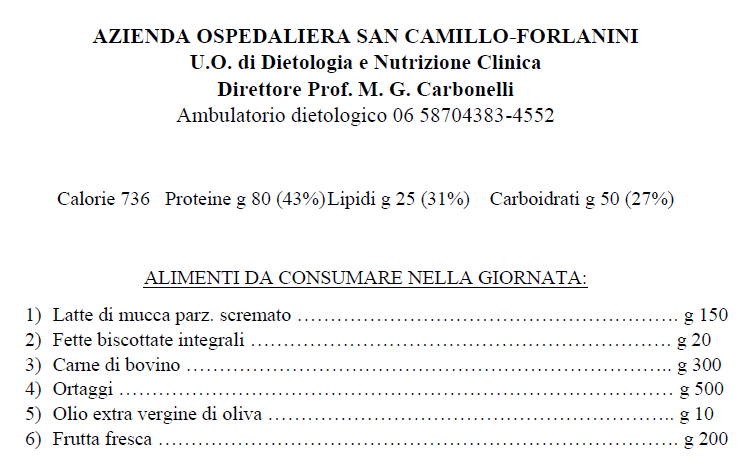 AZIENDA OSPEDALIERA SAN CAMILLO-FORLANINI
U.O. di Dietologia e Nutrizione Clinica
Direttore Prof. M. G. Carbonelli
Ambulatorio dietologico 06 58704383-4552
Calorie 736 Proteine g 80 (43%) Lipidi g 25 (31%) Carboidrati g 50 (27%)
ALIMENTI DA CONSUMARE NELLA GIORNATA:
1) Latte di mucca parz. scremato ………………………………………………… g 150
2) Fette biscottate integrali ……………………………………………………… g 20
3) Carne di bovino ……………………………………………………………….. g 300
4) Ortaggi ………………………………………………………………………… g 500
5) Olio extra vergine di oliva …………………………………………………….. g 10
6) Frutta fresca ……………………………………………………………………. g 200